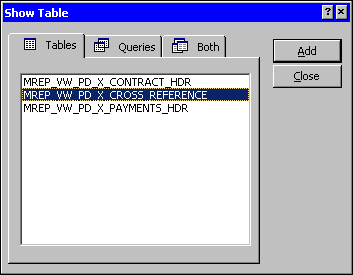 Show Table
Tables Queries Both
Add
Close
MREP_VW_PD_X_CONTRACT_HDR
MREP_VW_PD_X_CROSS_REFERENCE
MREP_VW_PD_X_PAYMENTS_HDR